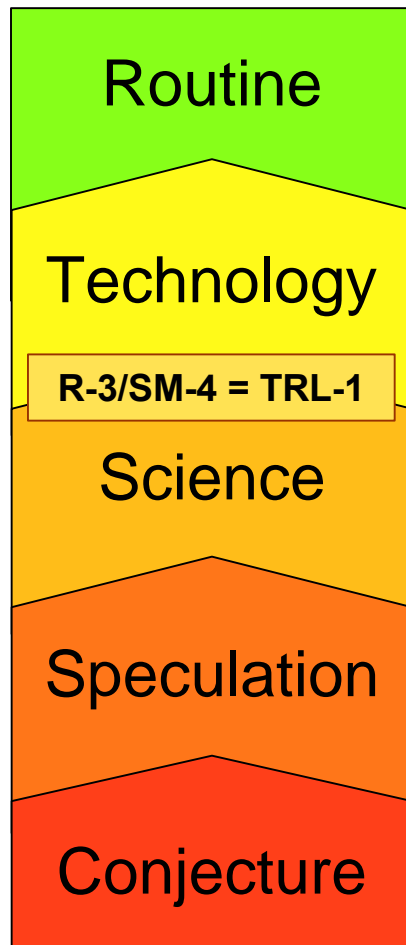 Routine
Technology
R-3/SM-4 = TRL-1
Science
Speculation
Conjecture